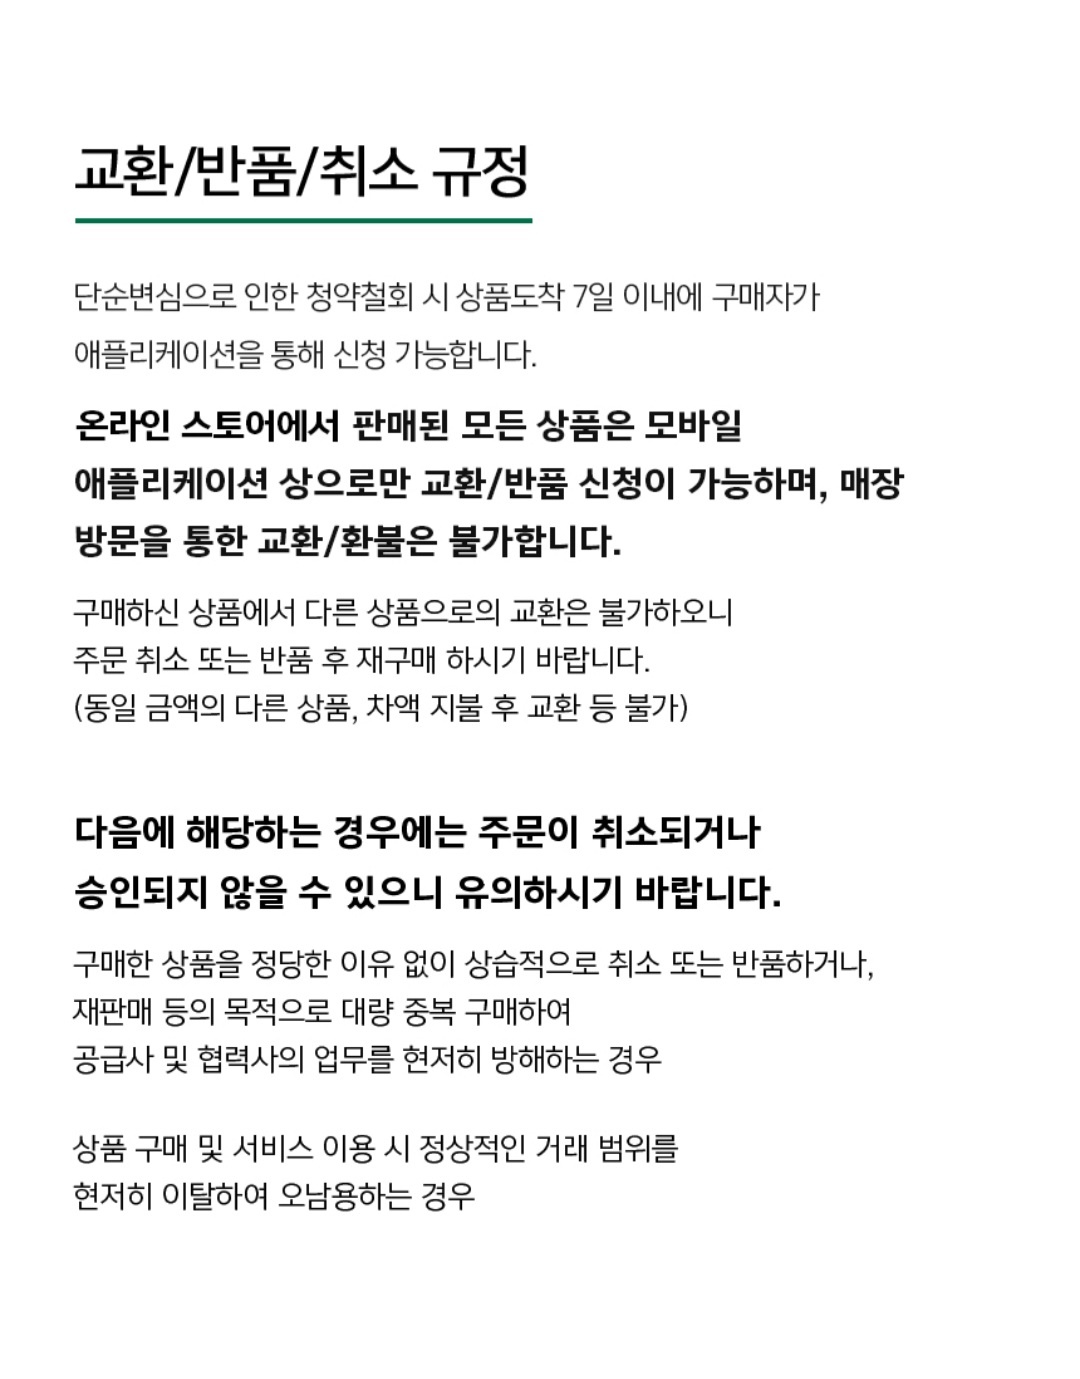 교환/반품/취소 규정
단순변심으로 인한 청약철회 시 상품도착 7일 이내에 구매자가
애플리케이션을 통해 신청 가능합니다.
온라인 스토어에서 판매된 모든 상품은 모바일
애플리케이션 상으로만 교환/반품 신청이 가능하며, 매장
방문을 통한 교환/환불은 불가합니다.
구매하신 상품에서 다른 상품으로의 교환은 불가하오니
주문 취소 또는 반품 후 재구매 하시기 바랍니다.
(동일 금액의 다른 상품, 차액 지불 후 교환 등 불가)
다음에 해당하는 경우에는 주문이 취소되거나
승인되지 않을 수 있으니 유의하시기 바랍니다.
구매한 상품을 정당한 이유 없이 상습적으로 취소 또는 반품하거나,
재판매 등의 목적으로 대량 중복 구매하여
공급사 및 협력사의 업무를 현저히 방해하는 경우
상품 구매 및 서비스 이용 시 정상적인 거래 범위를
현저히 이탈하여 오남용하는 경우